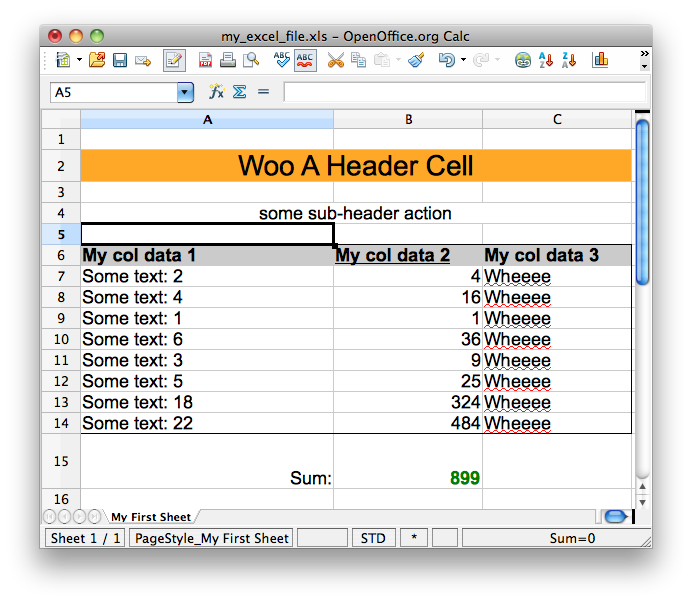 my_excel_file.xls - OpenOffice.org Calc
ABC ABC A Z Z A »
A5 fx Σ =
A B C
1
2 Woo A Header Cell
3
4 some sub-header action
5
6 My col data 1 My col data 2 My col data 3
7 Some text: 2 4 Wheeee
8 Some text: 4 16 Wheeee
9 Some text: 1 1 Wheeee
10 Some text: 6 36 Wheeee
11 Some text: 3 9 Wheeee
12 Some text: 5 25 Wheeee
13 Some text: 18 324 Wheeee
14 Some text: 22 484 Wheeee
15 Sum: 899
16
My First Sheet
Sheet 1 / 1 PageStyle_My First Sheet STD * Sum=0